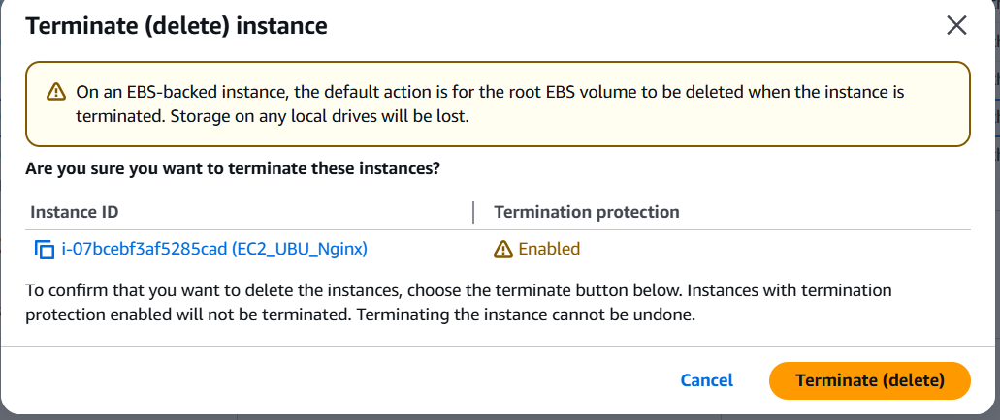 Terminate (delete) instance
On an EBS-backed instance, the default action is for the root EBS volume to be deleted when the instance is
terminated. Storage on any local drives will be lost.
Are you sure you want to terminate these instances?
Instance ID
Termination protection
i-07bcebf3af5285cad (EC2_UBU_Nginx)
Enabled
To confirm that you want to delete the instances, choose the terminate button below. Instances with termination
protection enabled will not be terminated. Terminating the instance cannot be undone.
Cancel
Terminate (delete)